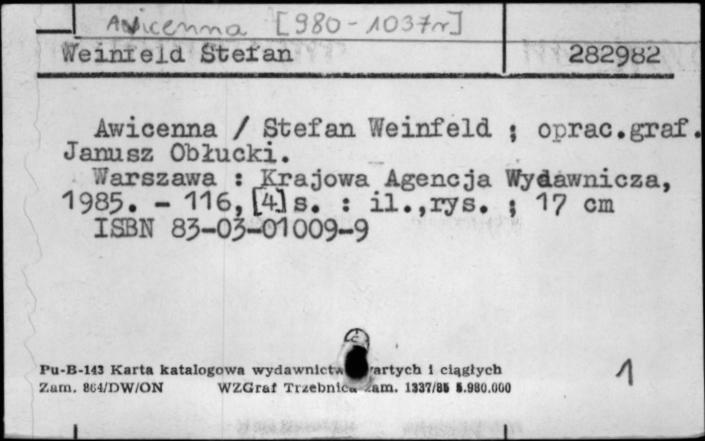 Awicenna [980-1037r]
Weinfeld Stefan 282982
Awicenna / Stefan Weinfeld ; oprac.graf.
Janusz Obłucki.
Warszawa : Krajowa Agencja Wydawnicza,
1985. - 116, [4] s. : il.,rys. ; 17 cm
ISBN 83-03-01009-9
Pu-B-143 Karta katalogowa wydawnictw artych i ciągłych 1
Zam. 864/DW/ON WZGraf Trzebnica zam. 1337/85 5.980.000